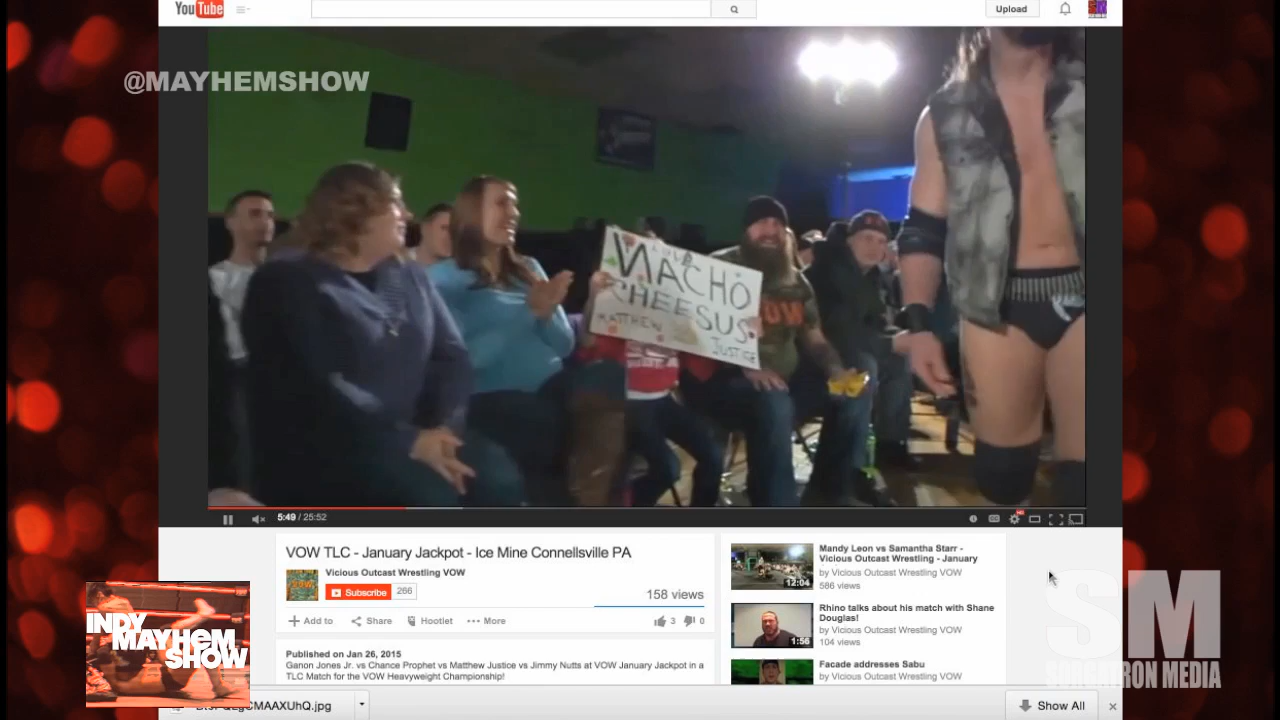 YouTube
Upload
@MAYHEMSHOW
NACHO
CHEESUS
MATTHEW
JUSTICE
VOW
5:49 / 25:52
VOW TLC - January Jackpot - Ice Mine Connellsville PA
Vicious Outcast Wrestling VOW
Subscribe 266
158 views
Add to Share Hootlet More 3 0
Published on Jan 26, 2015
Ganon Jones Jr. vs Chance Prophet vs Matthew Justice vs Jimmy Nutts at VOW January Jackpot in a
TLC Match for the VOW Heavyweight Championship!
Mandy Leon vs Samantha Starr -
Vicious Outcast Wrestling - January
by Vicious Outcast Wrestling VOW
586 views
12:04
Rhino talks about his match with Shane
Douglas!
by Vicious Outcast Wrestling VOW
104 views
1:56
Facade addresses Sabu
by Vicious Outcast Wrestling VOW
INDY
MAYHEM
SHOW
SM
SORGATRON MEDIA
Show All